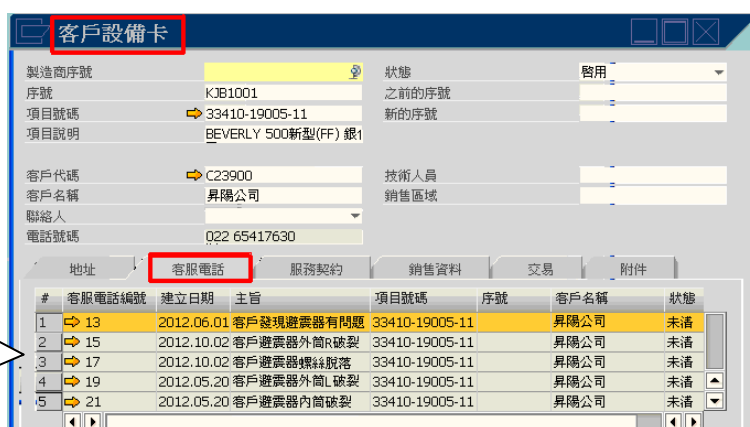 客戶設備卡
製造商序號 狀態 啓用
序號 KJB1001 之前的序號
項目號碼 33410-19005-11 新的序號
項目說明 BEVERLY 500新型(FF) 銀
客戶代碼 C23900 技術人員
客戶名稱 昇陽公司 銷售區域
聯絡人
電話號碼 022 65417630
地址 客服電話 服務契約 銷售資料 交易 附件
# 客服電話編號 建立日期 主旨 項目號碼 序號 客戶名稱 狀態
1 13 2012.06.01 客戶發現避震器有問題 33410-19005-11 昇陽公司 未清
2 15 2012.10.02 客戶避震器外筒R破裂 33410-19005-11 昇陽公司 未清
3 17 2012.10.02 客戶避震器螺絲脫落 33410-19005-11 昇陽公司 未清
4 19 2012.05.20 客戶避震器外筒L破裂 33410-19005-11 昇陽公司 未清
5 21 2012.05.20 客戶避震器內筒破裂 33410-19005-11 昇陽公司 未清